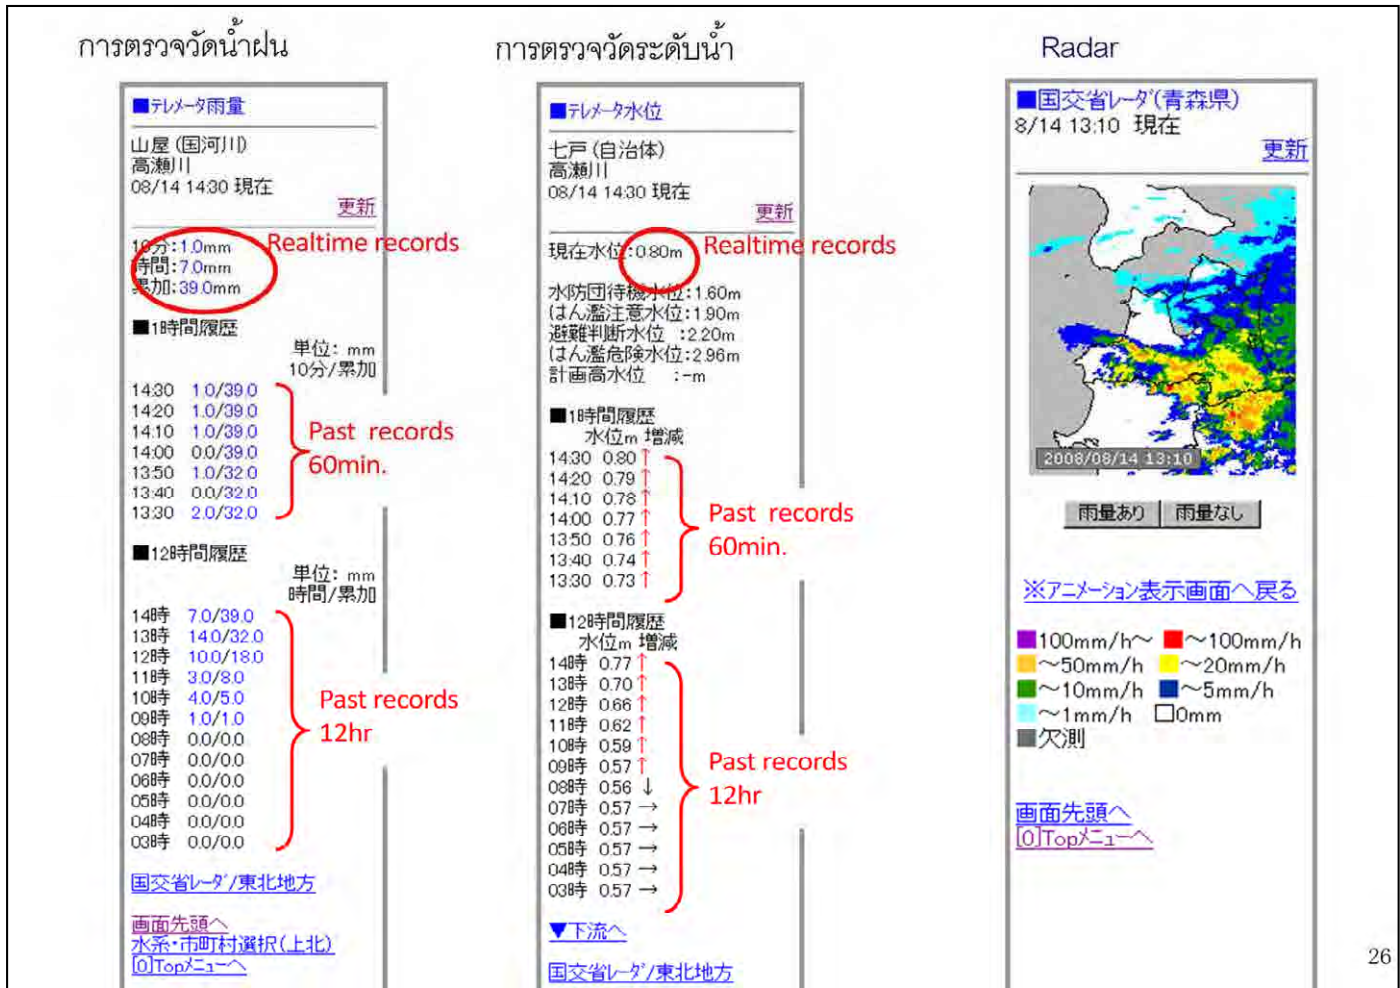 การตรวจวัดน้ำฝน
■テレメータ雨量
山屋(国河川)
高瀬川
08/14 14:30 現在
更新
10分:1.0mm
時間:7.0mm
累加:39.0mm
Realtime records
■1時間履歴
単位: mm
10分/累加
14:30 1.0/39.0
14:20 1.0/39.0
14:10 1.0/39.0
14:00 0.0/39.0
13:50 1.0/32.0
13:40 0.0/32.0
13:30 2.0/32.0
Past records
60min.
■12時間履歴
単位: mm
時間/累加
14時 7.0/39.0
13時 14.0/32.0
12時 10.0/18.0
11時 3.0/8.0
10時 4.0/5.0
09時 1.0/1.0
08時 0.0/0.0
07時 0.0/0.0
06時 0.0/0.0
05時 0.0/0.0
04時 0.0/0.0
03時 0.0/0.0
Past records
12hr
国交省レーダ/東北地方
画面先頭へ
水系・市町村選択(上北)
[0]Topメニューへ
การตรวจวัดระดับน้ำ
■テレメータ水位
七戸(自治体)
高瀬川
08/14 14:30 現在
更新
現在水位:0.80m
Realtime records
水防団待機水位:1.60m
はん濫注意水位:1.90m
避難判断水位 :2.20m
はん濫危険水位:2.96m
計画高水位 :-m
■1時間履歴
水位m 増減
14:30 0.80 ↑
14:20 0.79 ↑
14:10 0.78 ↑
14:00 0.77 ↑
13:50 0.76 ↑
13:40 0.74 ↑
13:30 0.73 ↑
Past records
60min.
■12時間履歴
水位m 増減
14時 0.77 ↑
13時 0.70 ↑
12時 0.66 ↑
11時 0.62 ↑
10時 0.59 ↑
09時 0.57 ↑
08時 0.56 ↓
07時 0.57 →
06時 0.57 →
05時 0.57 →
04時 0.57 →
03時 0.57 →
Past records
12hr
▼下流へ
国交省レーダ/東北地方
Radar
■国交省レーダ(青森県)
8/14 13:10 現在
更新
2008/08/14 13:10
雨量あり 雨量なし
※アニメーション表示画面へ戻る
■100mm/h～ ■～100mm/h
■～50mm/h ■～20mm/h
■～10mm/h ■～5mm/h
■～1mm/h □0mm
■欠測
画面先頭へ
[0]Topメニューへ
26